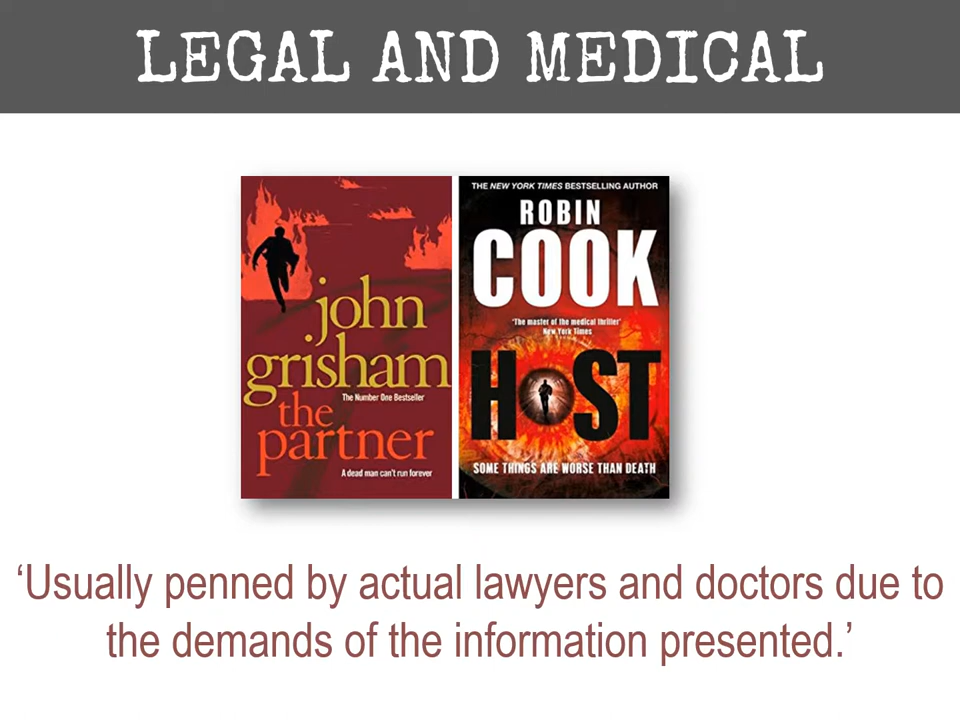 LEGAL AND MEDICAL
john
grisham
The Number One Bestseller
the
partner
A dead man can't run forever
THE NEW YORK TIMES BESTSELLING AUTHOR
ROBIN
COOK
'The master of the medical thriller'
New York Times
HOST
SOME THINGS ARE WORSE THAN DEATH
‘Usually penned by actual lawyers and doctors due to
the demands of the information presented.’